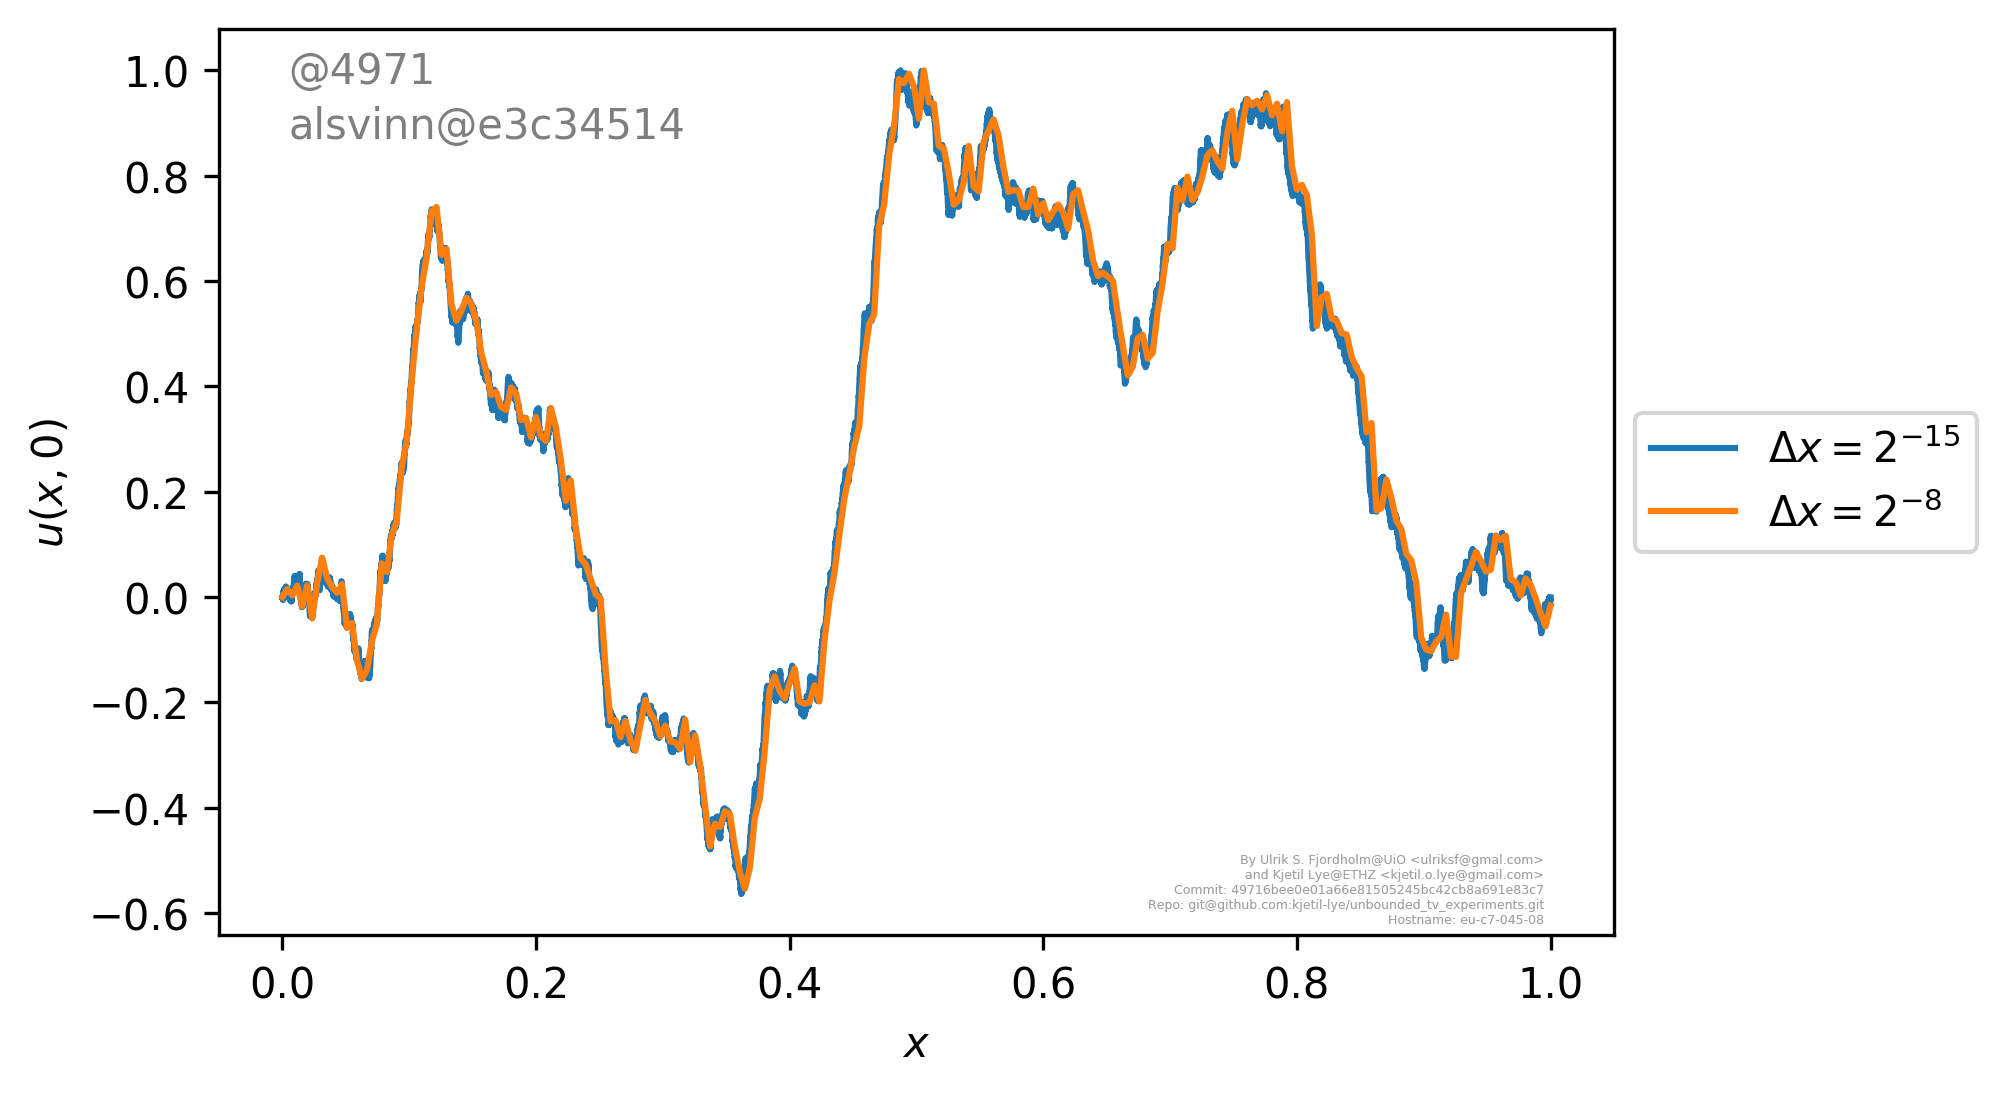 @4971
alsvinn@e3c34514
1.0
0.8
0.6
0.4
0.2
0.0
−0.2
−0.4
−0.6
u(x, 0)
0.0 0.2 0.4 0.6 0.8 1.0
x
Δx = 2⁻¹⁵
Δx = 2⁻⁸
By Ulrik S. Fjordholm@UiO <ulriksf@gmal.com>
and Kjetil Lye@ETHZ <kjetil.o.lye@gmail.com>
Commit: 49716bee0e01a66e81505245bc42cb8a691e83c7
Repo: git@github.com:kjetil-lye/unbounded_tv_experiments.git
Hostname: eu-c7-045-08